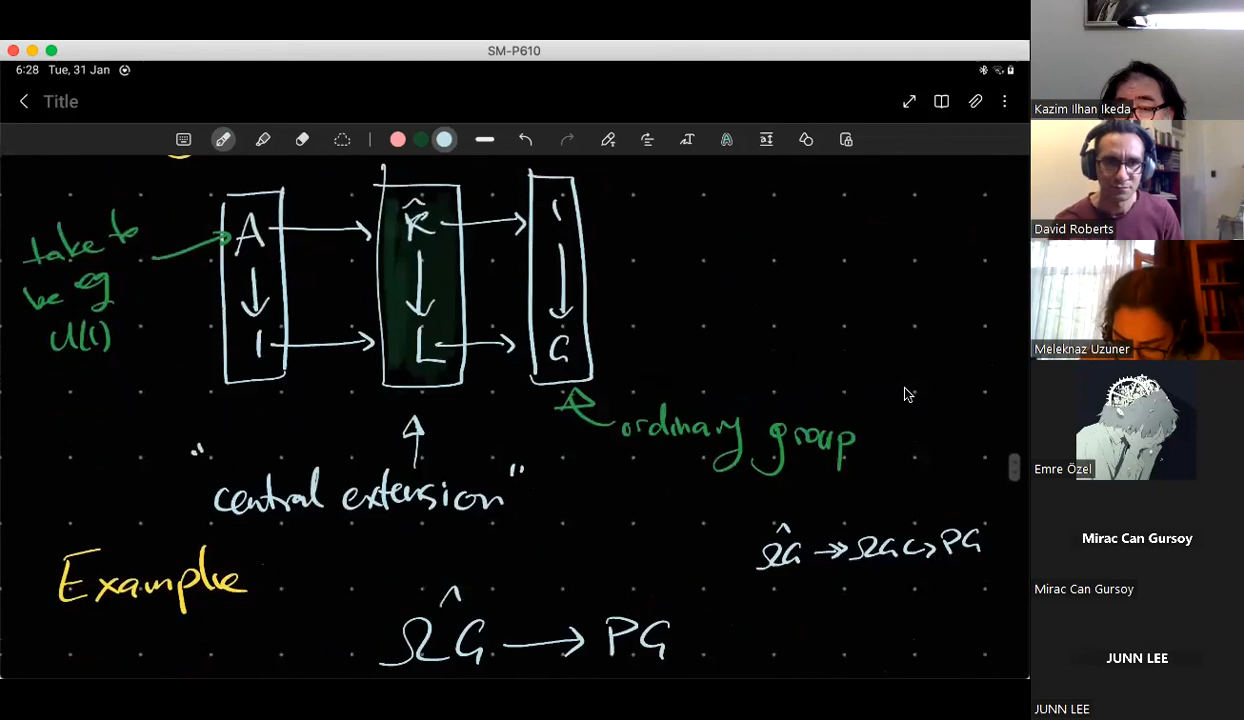 SM-P610
6:28 Tue, 31 Jan
Title
A → K̂ → 1
↓ ↓ ↓
1 → L → G
take to
be eg
U(1)
ordinary group
"central extension"
Ω̂G ↠ ΩG ↪ PG
Example
Ω̂G → PG
Kazim Ilhan Ikeda
David Roberts
Meleknaz Uzuner
Emre Özel
Mirac Can Gursoy
Mirac Can Gursoy
JUNN LEE
JUNN LEE